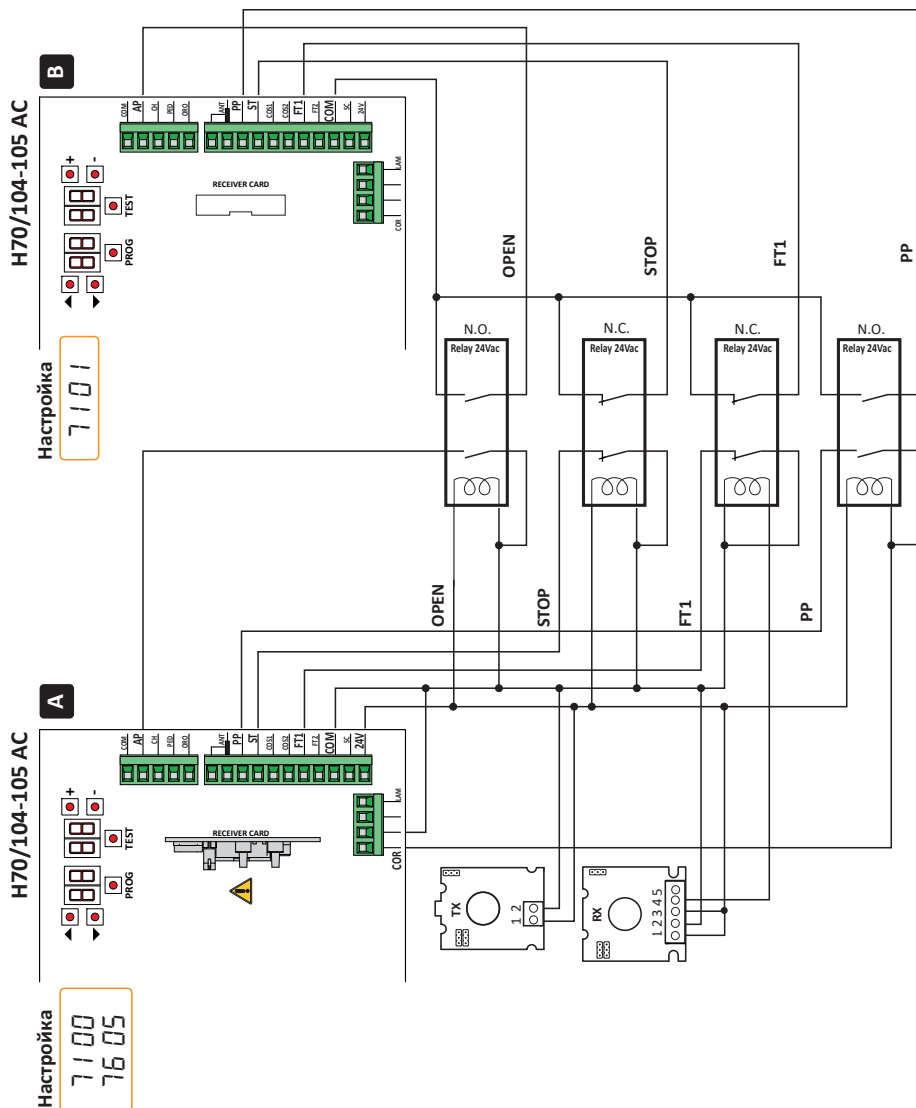 H70/104-105 AC
B
Настройка
7101
PROG
TEST
+
-
RECEIVER CARD
COM
AP
CH
PED
ORO
ANT
PP
ST
COS1
COS2
FT1
FT2
COM
SC
24V
COR
LAM
OPEN
STOP
FT1
PP
N.O.
Relay 24Vac
N.C.
Relay 24Vac
N.C.
Relay 24Vac
N.O.
Relay 24Vac
OPEN
STOP
FT1
PP
H70/104-105 AC
A
Настройка
7100
7605
PROG
TEST
+
-
RECEIVER CARD
COM
AP
CH
PED
ORO
ANT
PP
ST
COS1
COS2
FT1
FT2
COM
SC
24V
COR
LAM
TX
1 2
RX
1 2 3 4 5